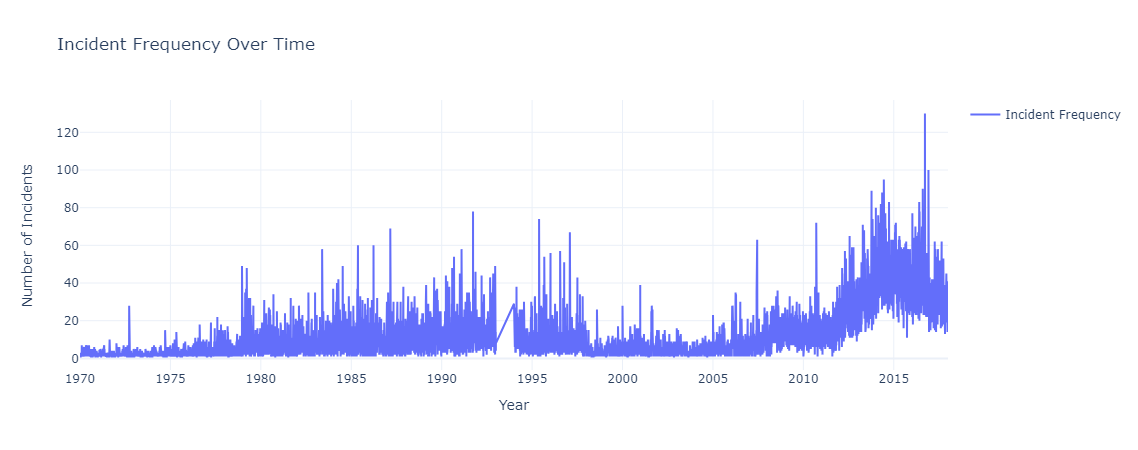 Incident Frequency Over Time
Incident Frequency
Number of Incidents
120
100
80
60
40
20
0
1970 1975 1980 1985 1990 1995 2000 2005 2010 2015
Year